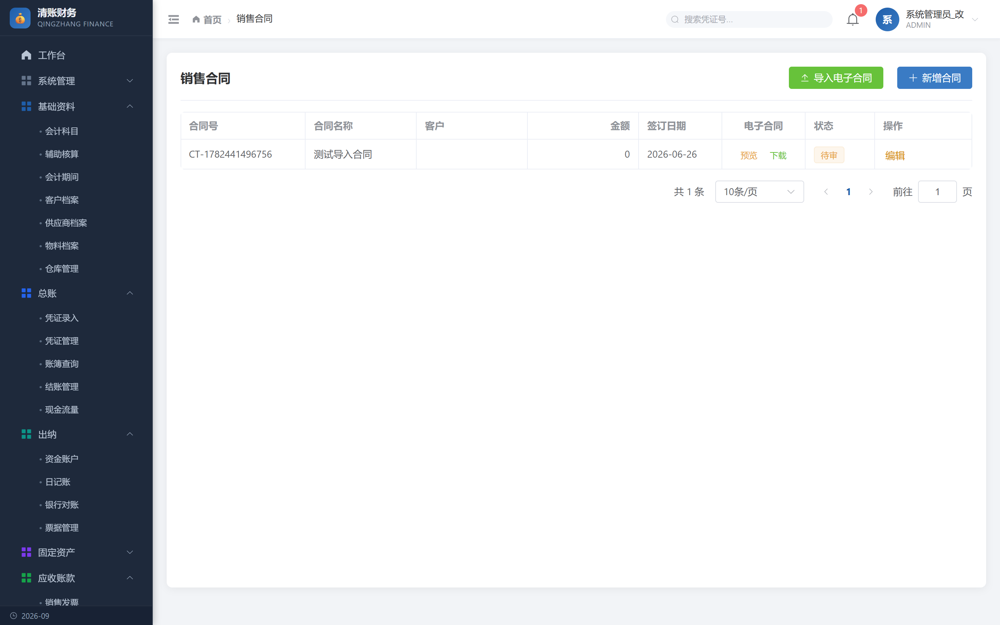 清账财务
QINGZHANG FINANCE
工作台
系统管理
基础资料
会计科目
辅助核算
会计期间
客户档案
供应商档案
物料档案
仓库管理
总账
凭证录入
凭证管理
账簿查询
结账管理
现金流量
出纳
资金账户
日记账
银行对账
票据管理
固定资产
应收账款
销售发票
2026-09
首页 销售合同
搜索凭证号...
1
系 系统管理员_改
ADMIN
销售合同
导入电子合同 新增合同
合同号 合同名称 客户 金额 签订日期 电子合同 状态 操作
CT-1782441496756 测试导入合同 0 2026-06-26 预览 下载 待审 编辑
共 1 条 10条/页 1 前往 1 页